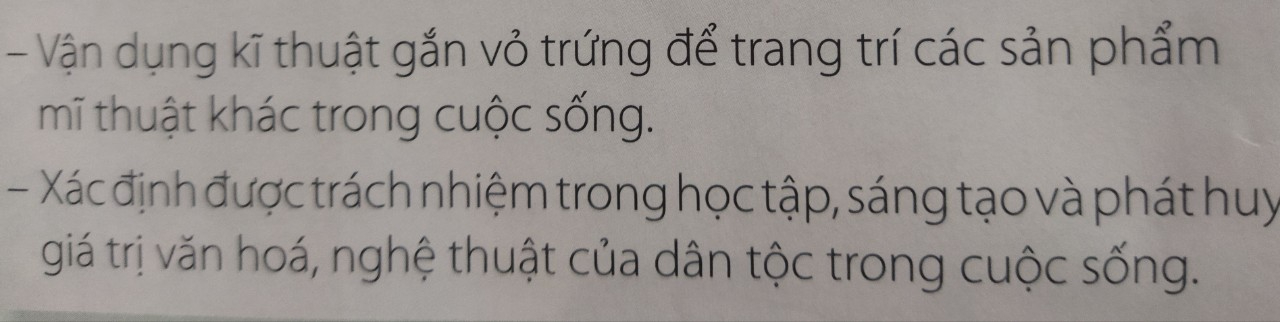 – Vận dụng kĩ thuật gắn vỏ trứng để trang trí các sản phẩm
mĩ thuật khác trong cuộc sống.
– Xác định được trách nhiệm trong học tập, sáng tạo và phát huy
giá trị văn hoá, nghệ thuật của dân tộc trong cuộc sống.